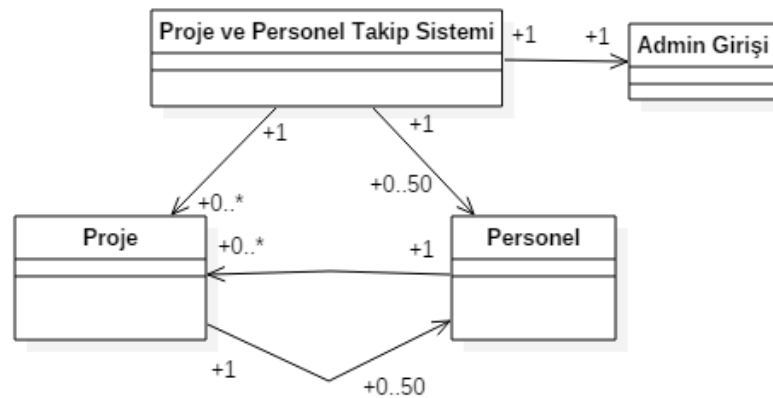 Proje ve Personel Takip Sistemi
+1
+1
Admin Girişi
+1
+1
+0..*
+0..50
Proje
+0..*
+1
Personel
+1
+0..50